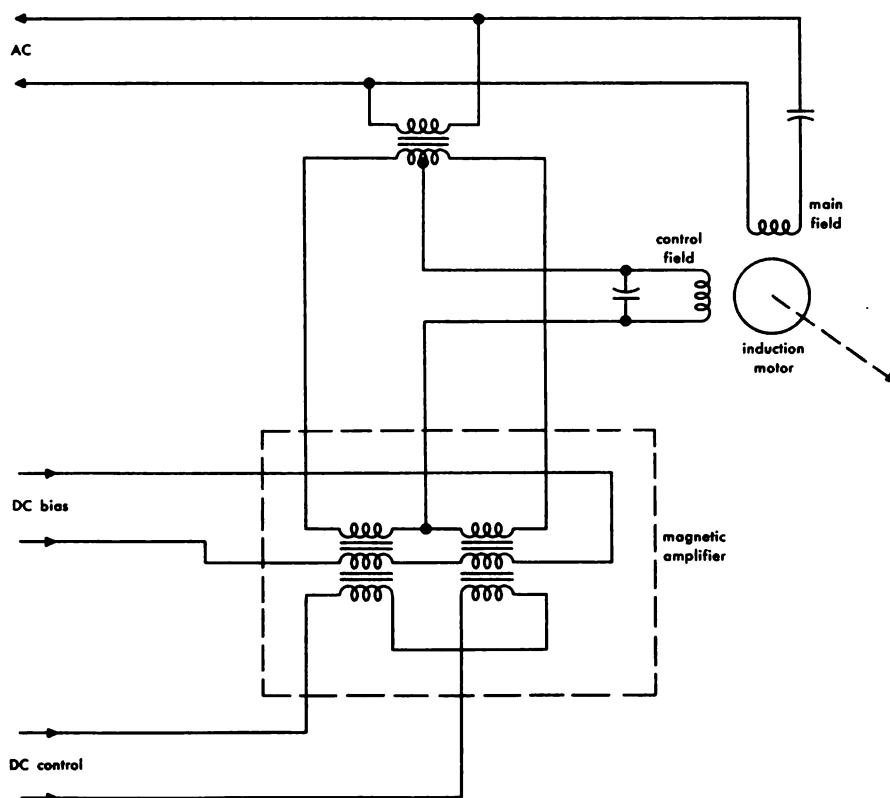 AC
main
field
control
field
induction
motor
DC bias
magnetic
amplifier
DC control